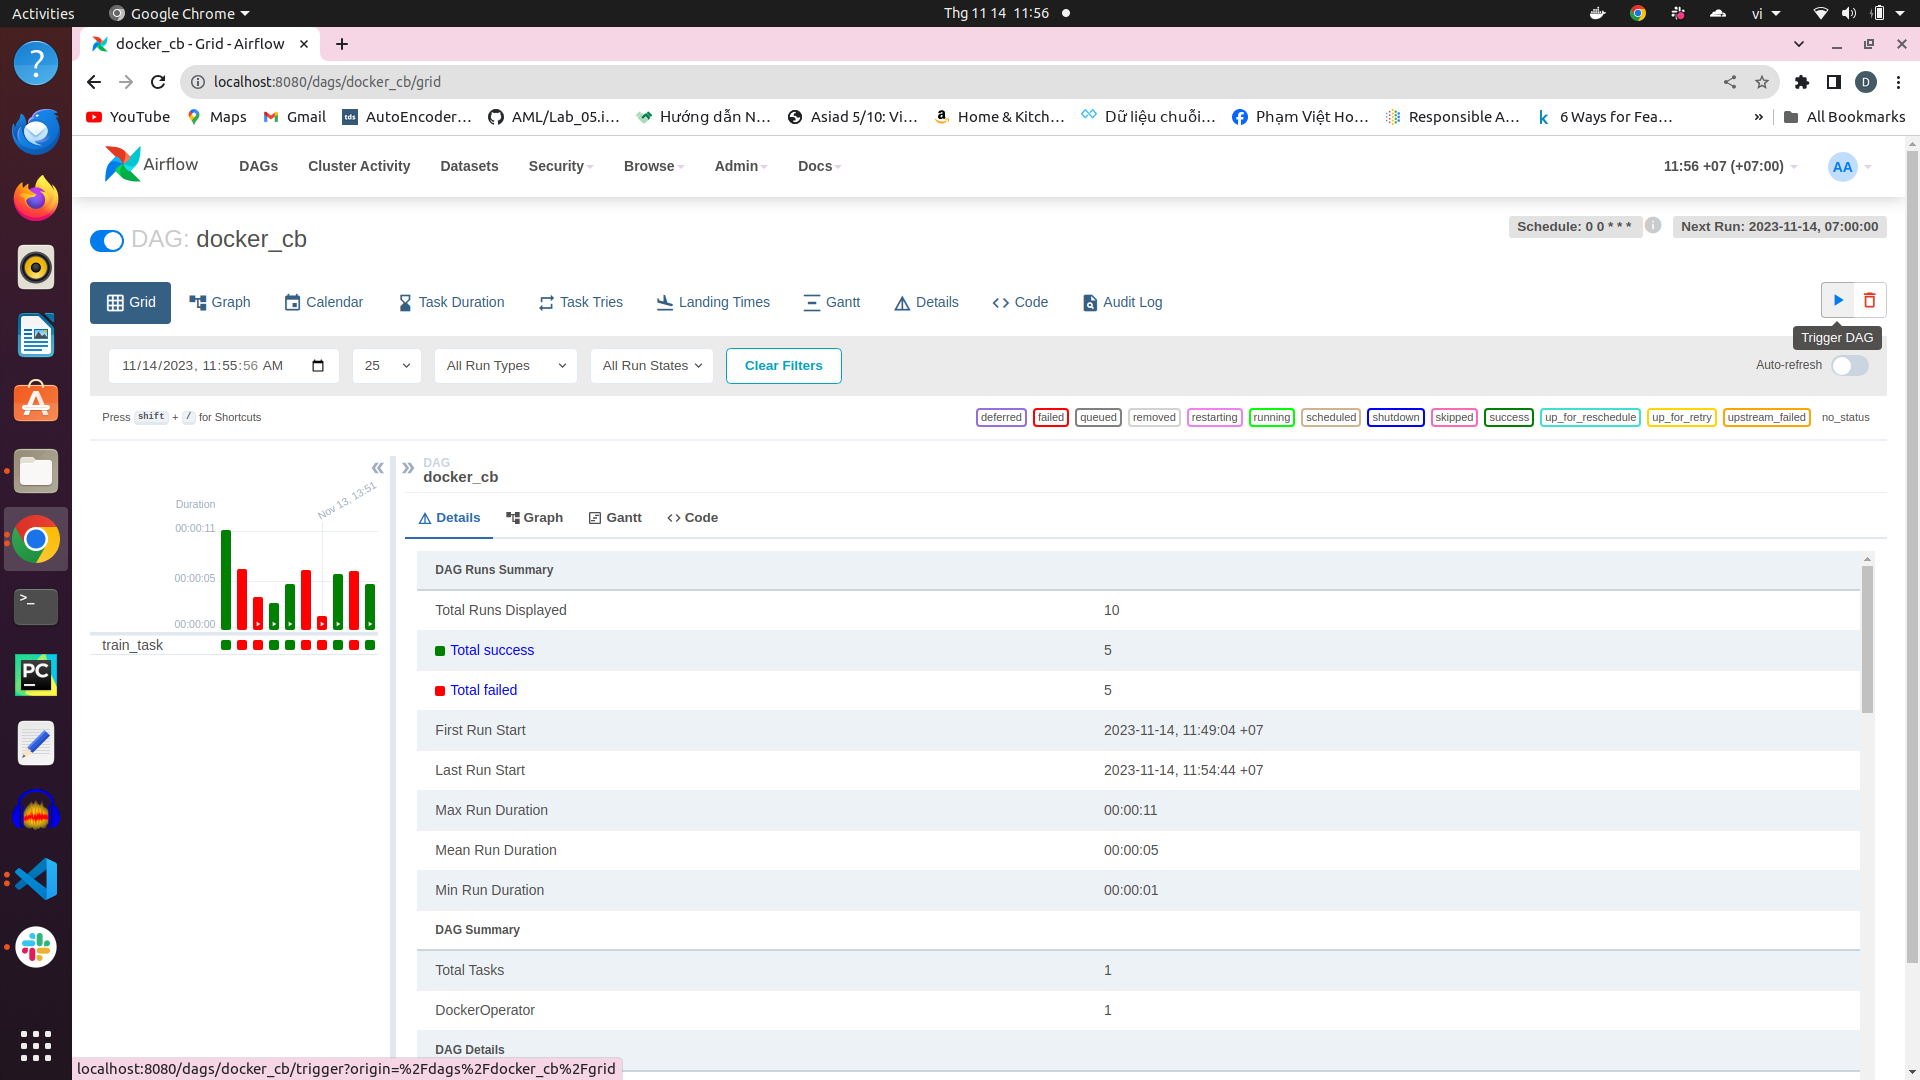 Activities
Google Chrome
Thg 11 14 11:56
vi
docker_cb - Grid - Airflow
localhost:8080/dags/docker_cb/grid
D
YouTube
Maps
Gmail
tds
AutoEncoder…
AML/Lab_05.i…
Hướng dẫn N…
Asiad 5/10: Vi…
Home & Kitch…
Dữ liệu chuỗi…
Phạm Việt Ho…
Responsible A…
k
6 Ways for Fea…
»
All Bookmarks
Airflow
DAGs
Cluster Activity
Datasets
Security
Browse
Admin
Docs
11:56 +07 (+07:00)
AA
DAG: docker_cb
Schedule: 0 0 * * *
i
Next Run: 2023-11-14, 07:00:00
Grid
Graph
Calendar
Task Duration
Task Tries
Landing Times
Gantt
Details
Code
Audit Log
Trigger DAG
11/14/2023, 11:55:56 AM
25
All Run Types
All Run States
Clear Filters
Auto-refresh
Press shift + / for Shortcuts
deferred
failed
queued
removed
restarting
running
scheduled
shutdown
skipped
success
up_for_reschedule
up_for_retry
upstream_failed
no_status
Duration
Nov 13, 13:51
00:00:11
00:00:05
00:00:00
train_task
DAG
docker_cb
Details
Graph
Gantt
Code
DAG Runs Summary
Total Runs Displayed 10
Total success 5
Total failed 5
First Run Start 2023-11-14, 11:49:04 +07
Last Run Start 2023-11-14, 11:54:44 +07
Max Run Duration 00:00:11
Mean Run Duration 00:00:05
Min Run Duration 00:00:01
DAG Summary
Total Tasks 1
DockerOperator 1
DAG Details
PC
localhost:8080/dags/docker_cb/trigger?origin=%2Fdags%2Fdocker_cb%2Fgrid